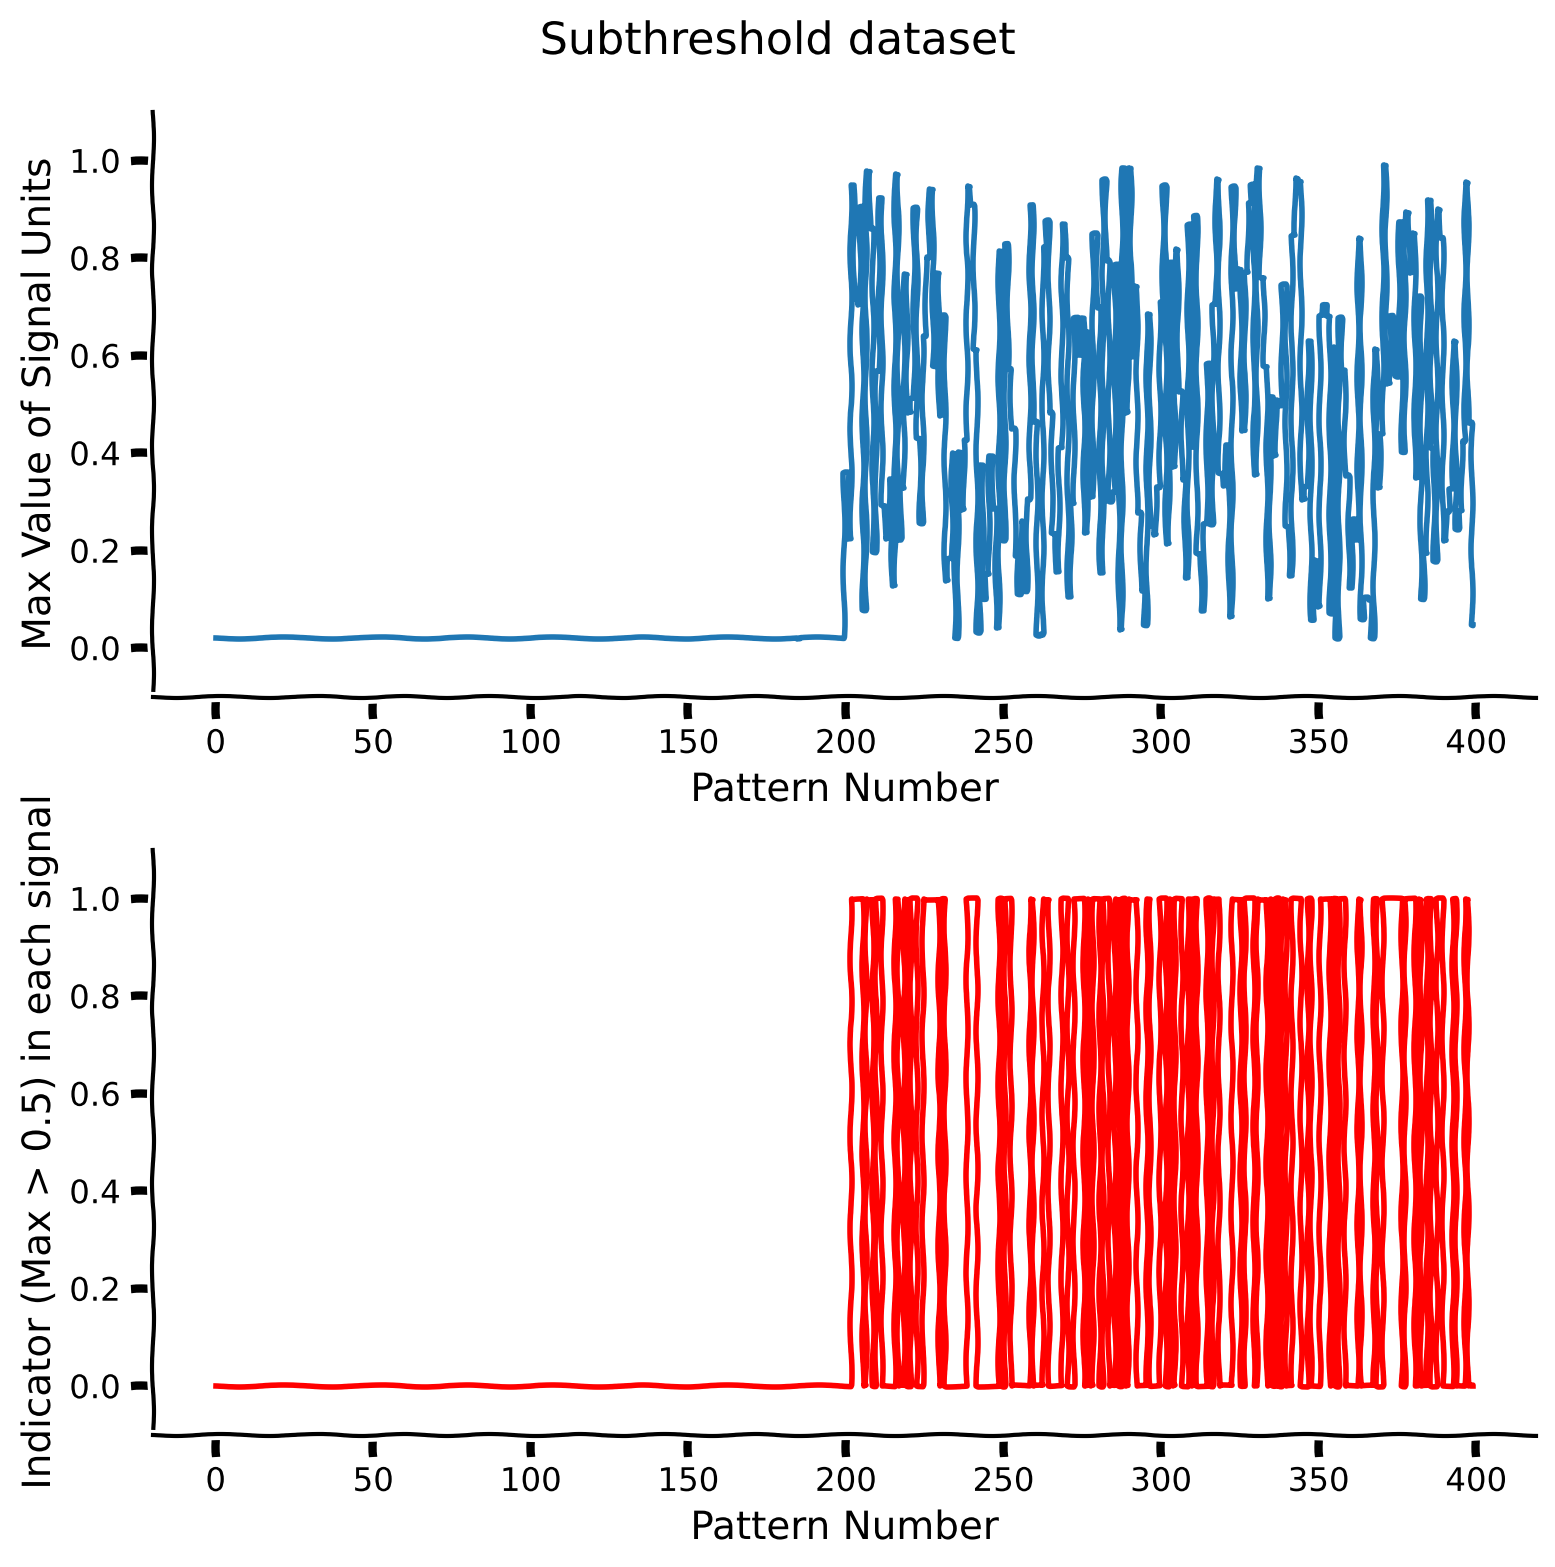 Subthreshold dataset
Max Value of Signal Units
1.0
0.8
0.6
0.4
0.2
0.0
0 50 100 150 200 250 300 350 400
Pattern Number
Indicator (Max > 0.5) in each signal
1.0
0.8
0.6
0.4
0.2
0.0
0 50 100 150 200 250 300 350 400
Pattern Number